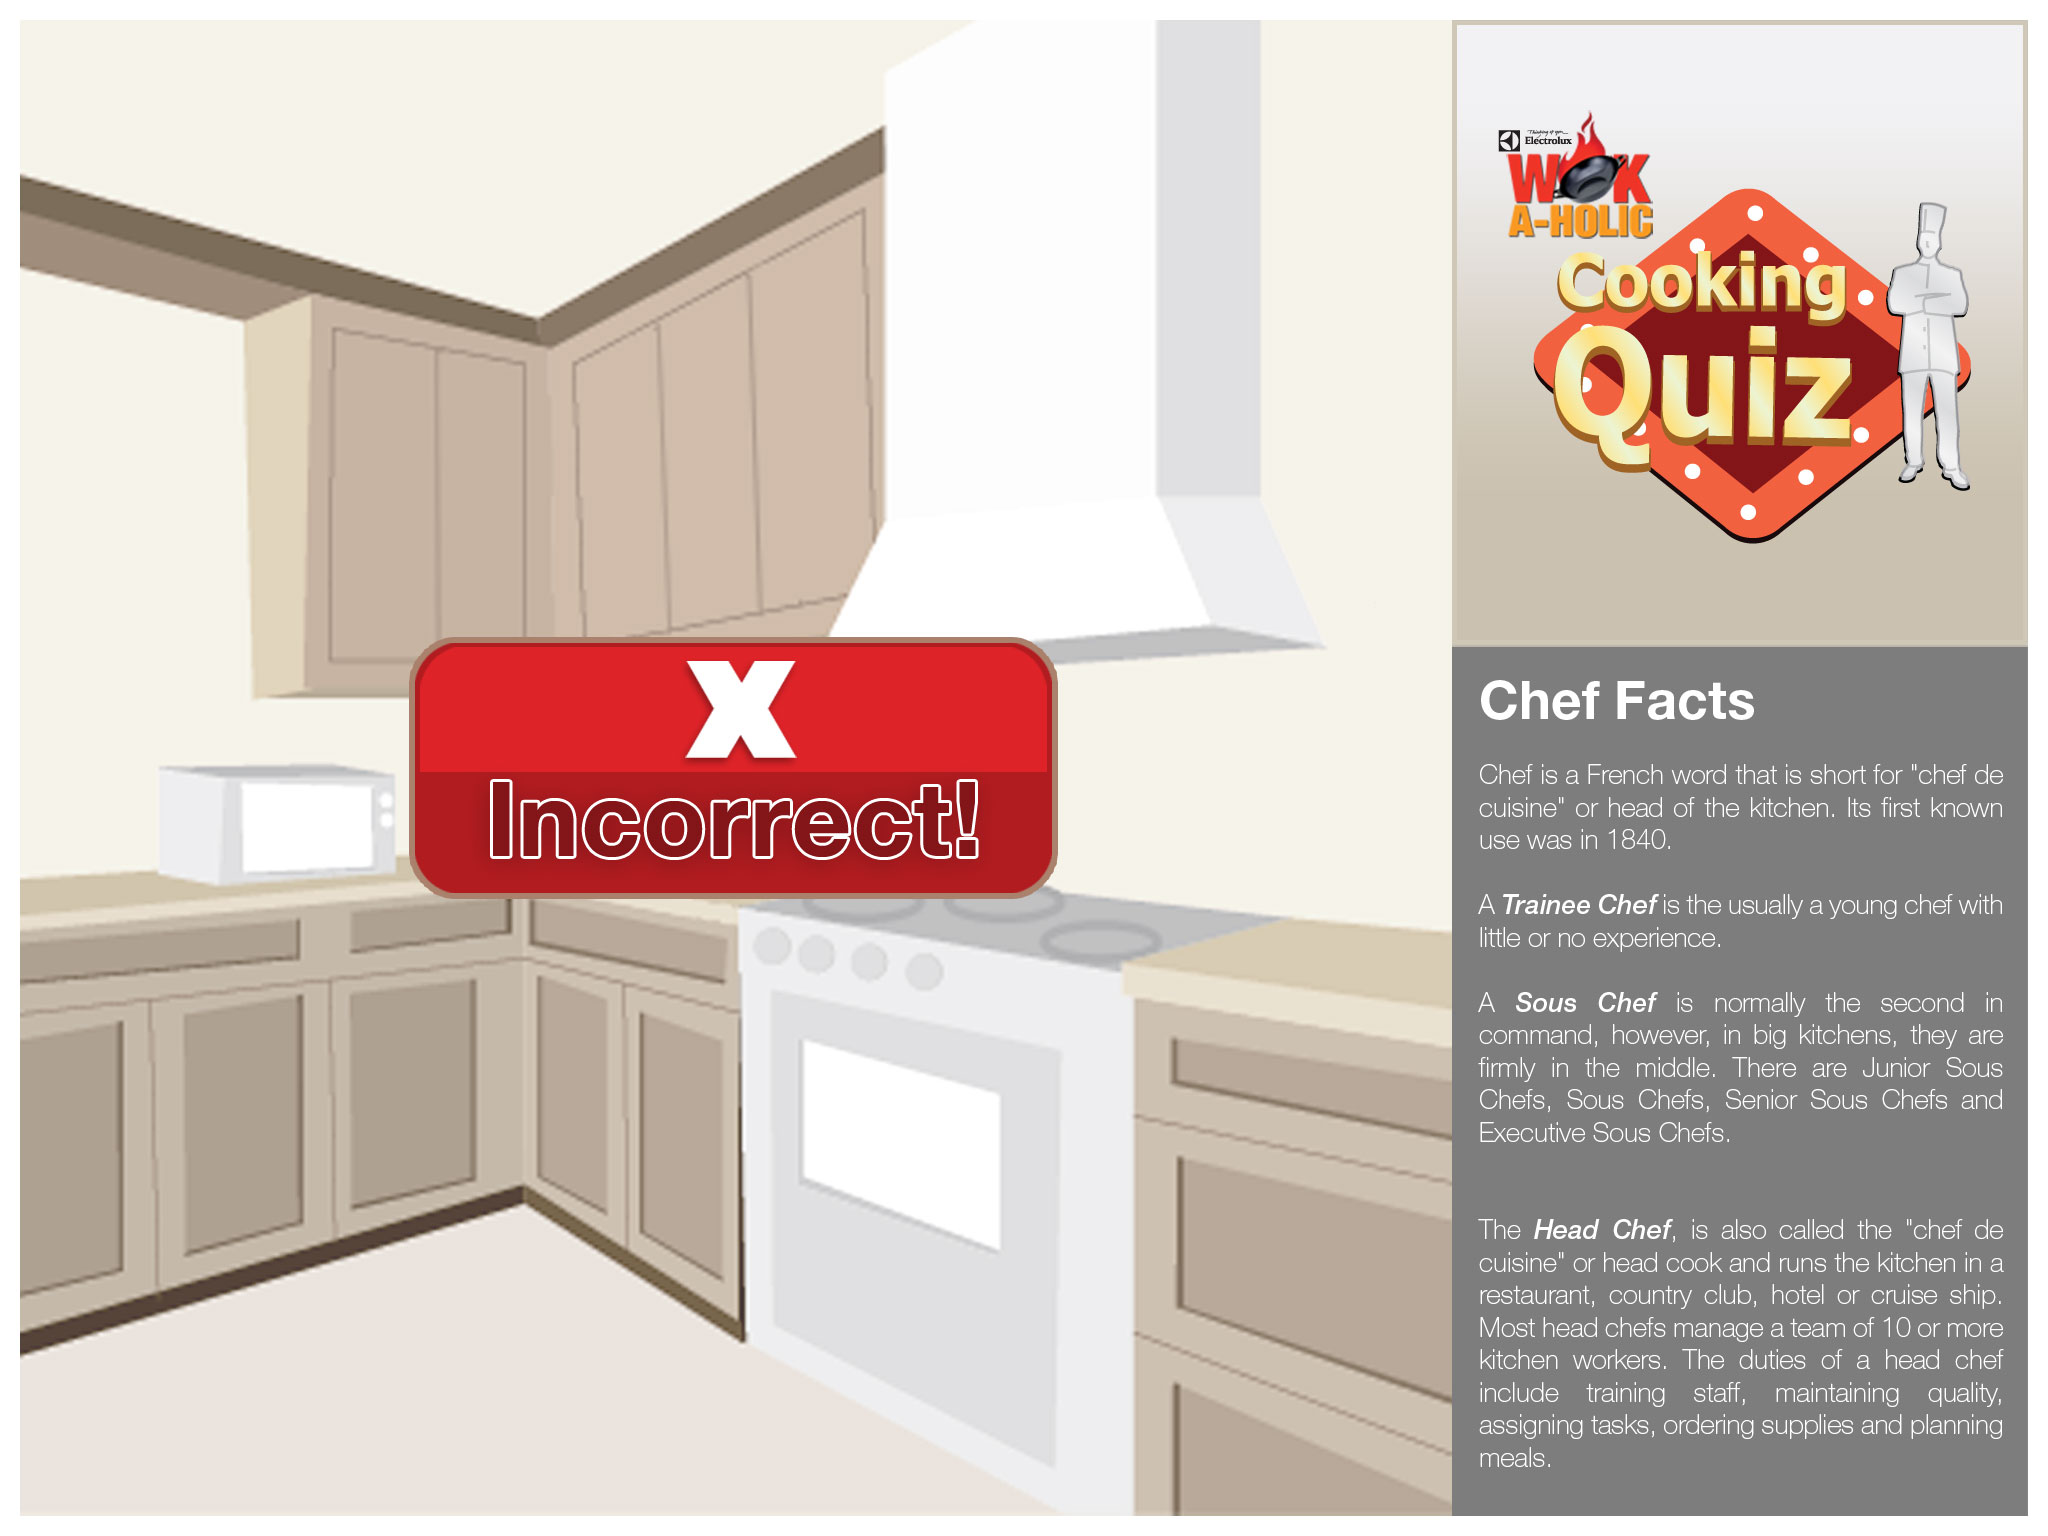 X
Incorrect!
Thinking of you...
Electrolux
WOK
A-HOLIC
Cooking
Quiz
Chef Facts
Chef is a French word that is short for "chef de
cuisine" or head of the kitchen. Its first known
use was in 1840.
A Trainee Chef is the usually a young chef with
little or no experience.
A Sous Chef is normally the second in
command, however, in big kitchens, they are
firmly in the middle. There are Junior Sous
Chefs, Sous Chefs, Senior Sous Chefs and
Executive Sous Chefs.
The Head Chef, is also called the "chef de
cuisine" or head cook and runs the kitchen in a
restaurant, country club, hotel or cruise ship.
Most head chefs manage a team of 10 or more
kitchen workers. The duties of a head chef
include training staff, maintaining quality,
assigning tasks, ordering supplies and planning
meals.